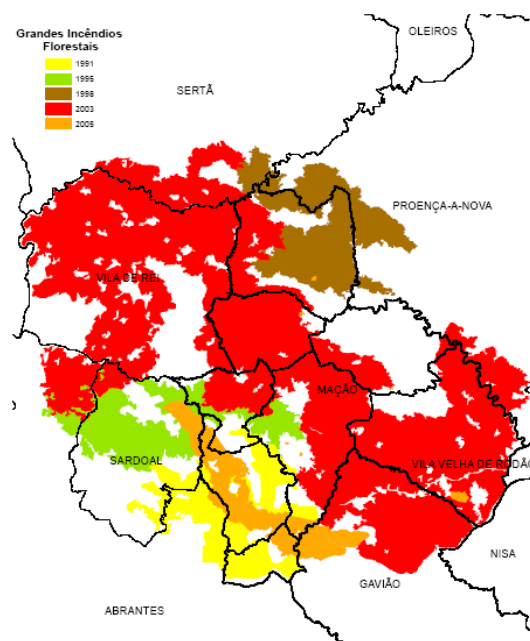 Grandes Incêndios
Florestais
1991
1995
1998
2003
2005
OLEIROS
SERTÃ
PROENÇA-A-NOVA
VILA DE REI
MAÇÃO
SARDOAL
VILA VELHA DE RODÃO
NISA
GAVIÃO
ABRANTES